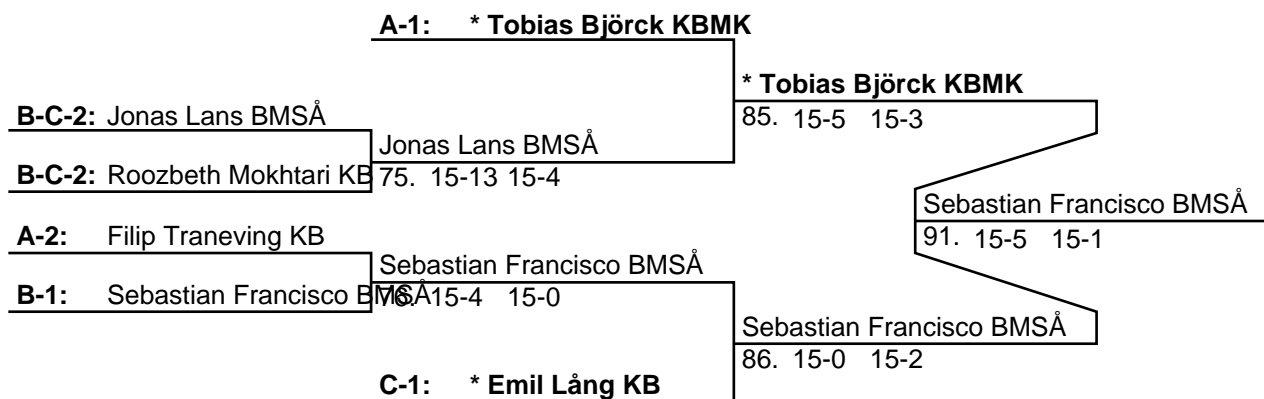 A-1: * Tobias Björck KBMK
* Tobias Björck KBMK
B-C-2: Jonas Lans BMSÅ
85. 15-5 15-3
Jonas Lans BMSÅ
B-C-2: Roozbeth Mokhtari KB
75. 15-13 15-4
Sebastian Francisco BMSÅ
A-2: Filip Traneving KB
91. 15-5 15-1
Sebastian Francisco BMSÅ
B-1: Sebastian Francisco BMSÅ
76. 15-4 15-0
Sebastian Francisco BMSÅ
86. 15-0 15-2
C-1: * Emil Lång KB